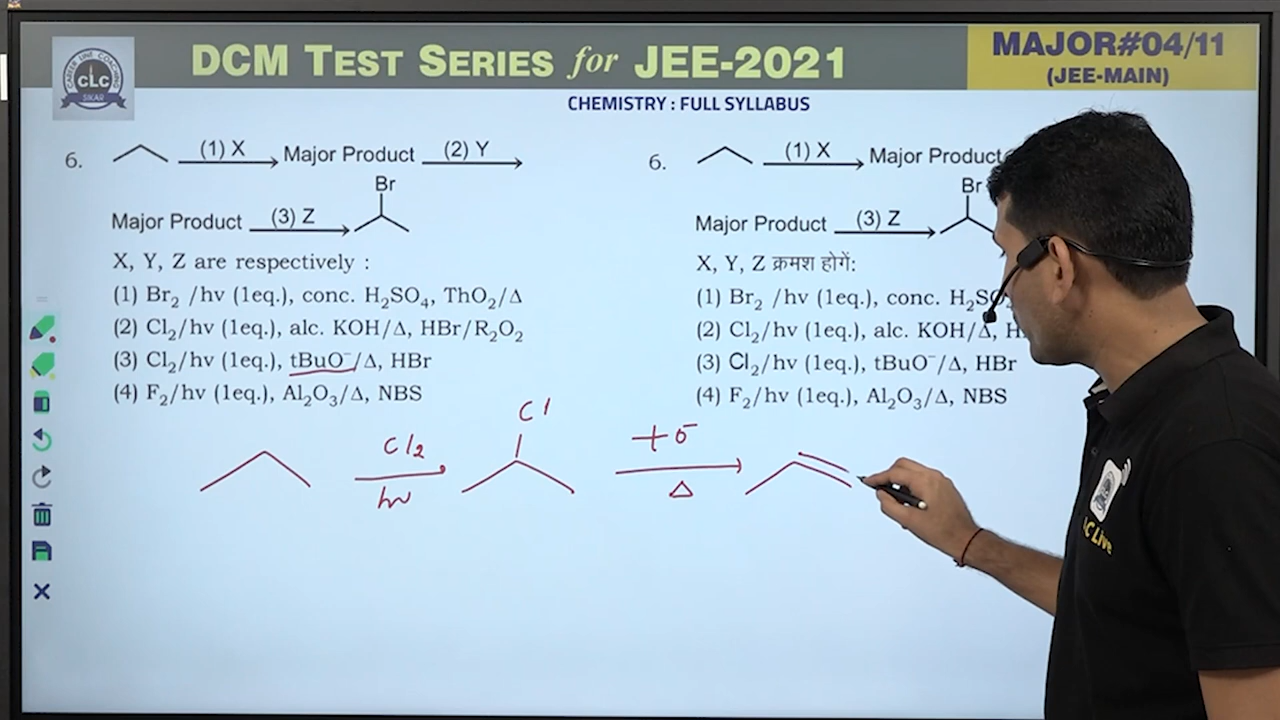 DCM TEST SERIES for JEE-2021
MAJOR#04/11
(JEE-MAIN)
CAREER LINE COACHING
CLC
SIKAR
CHEMISTRY : FULL SYLLABUS
6. (1) X Major Product (2) Y
Br
Major Product (3) Z
X, Y, Z are respectively :
(1) Br₂ /hv (1eq.), conc. H₂SO₄, ThO₂/Δ
(2) Cl₂/hv (1eq.), alc. KOH/Δ, HBr/R₂O₂
(3) Cl₂/hv (1eq.), tBuO⁻/Δ, HBr
(4) F₂/hv (1eq.), Al₂O₃/Δ, NBS
6. (1) X Major Product
Br
Major Product (3) Z
X, Y, Z क्रमश होगें:
(1) Br₂ /hv (1eq.), conc. H₂SO
(2) Cl₂/hv (1eq.), alc. KOH/Δ, H
(3) Cl₂/hv (1eq.), tBuO⁻/Δ, HBr
(4) F₂/hv (1eq.), Al₂O₃/Δ, NBS
Cl
Cl₂
hν
Δ
C Live